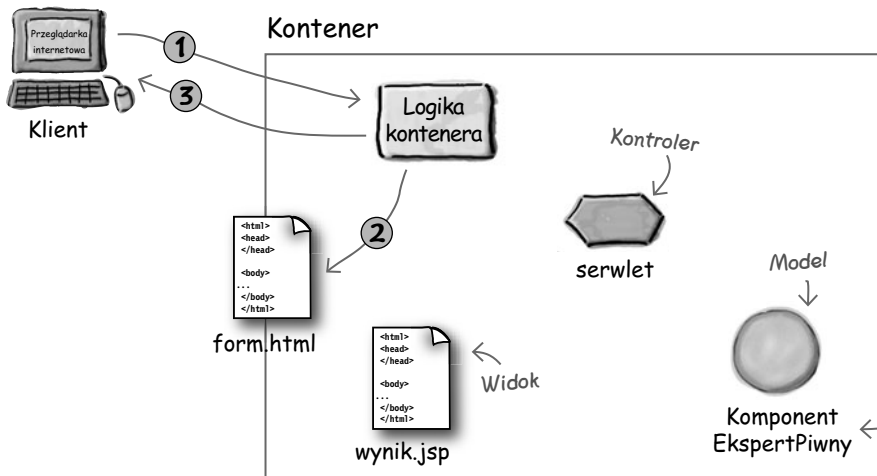 Przeglądarka
internetowa
Klient
Kontener
1
3
Logika
kontenera
2
<html>
<head>
</head>
<body>
...
</body>
</html>
form.html
Kontroler
serwlet
Model
<html>
<head>
</head>
<body>
...
</body>
</html>
wynik.jsp
Widok
Komponent
EkspertPiwny